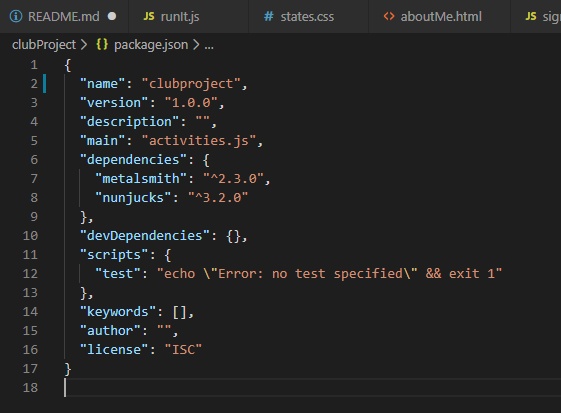 README.md JS runIt.js # states.css <> aboutMe.html JS sig
clubProject > {} package.json > ...
1 {
2 "name": "clubproject",
3 "version": "1.0.0",
4 "description": "",
5 "main": "activities.js",
6 "dependencies": {
7 "metalsmith": "^2.3.0",
8 "nunjucks": "^3.2.0"
9 },
10 "devDependencies": {},
11 "scripts": {
12 "test": "echo \"Error: no test specified\" && exit 1"
13 },
14 "keywords": [],
15 "author": "",
16 "license": "ISC"
17 }
18